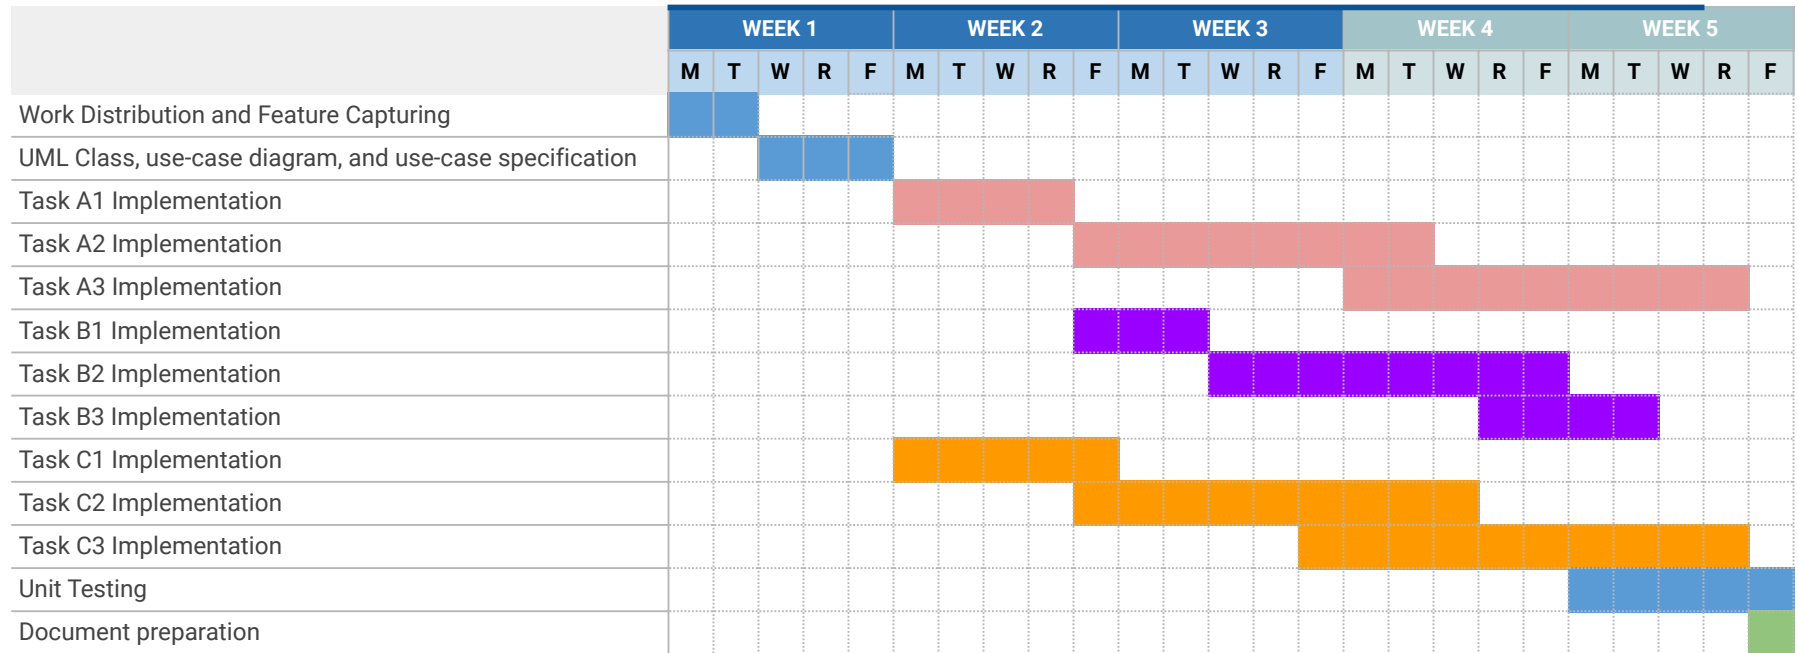 WEEK 1 WEEK 2 WEEK 3 WEEK 4 WEEK 5
M T W R F M T W R F M T W R F M T W R F M T W R F
Work Distribution and Feature Capturing
UML Class, use-case diagram, and use-case specification
Task A1 Implementation
Task A2 Implementation
Task A3 Implementation
Task B1 Implementation
Task B2 Implementation
Task B3 Implementation
Task C1 Implementation
Task C2 Implementation
Task C3 Implementation
Unit Testing
Document preparation